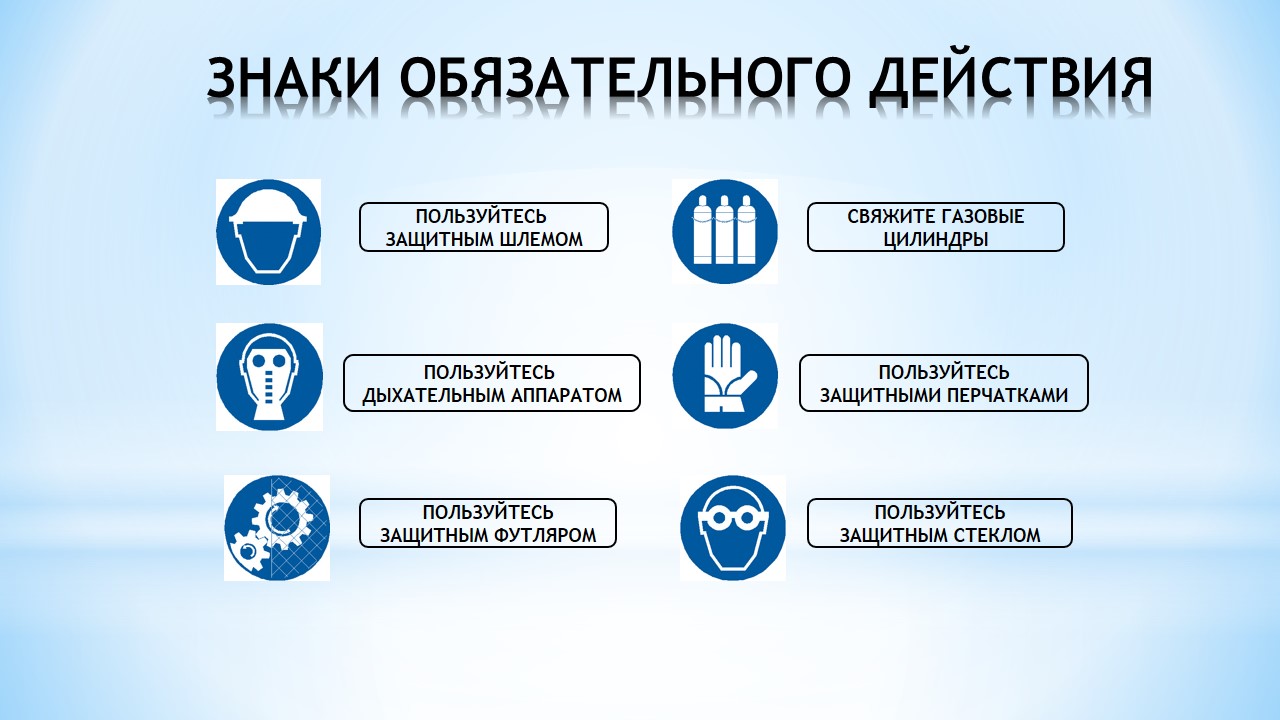 ЗНАКИ ОБЯЗАТЕЛЬНОГО ДЕЙСТВИЯ
ПОЛЬЗУЙТЕСЬ
ЗАЩИТНЫМ ШЛЕМОМ
СВЯЖИТЕ ГАЗОВЫЕ
ЦИЛИНДРЫ
ПОЛЬЗУЙТЕСЬ
ДЫХАТЕЛЬНЫМ АППАРАТОМ
ПОЛЬЗУЙТЕСЬ
ЗАЩИТНЫМИ ПЕРЧАТКАМИ
ПОЛЬЗУЙТЕСЬ
ЗАЩИТНЫМ ФУТЛЯРОМ
ПОЛЬЗУЙТЕСЬ
ЗАЩИТНЫМ СТЕКЛОМ